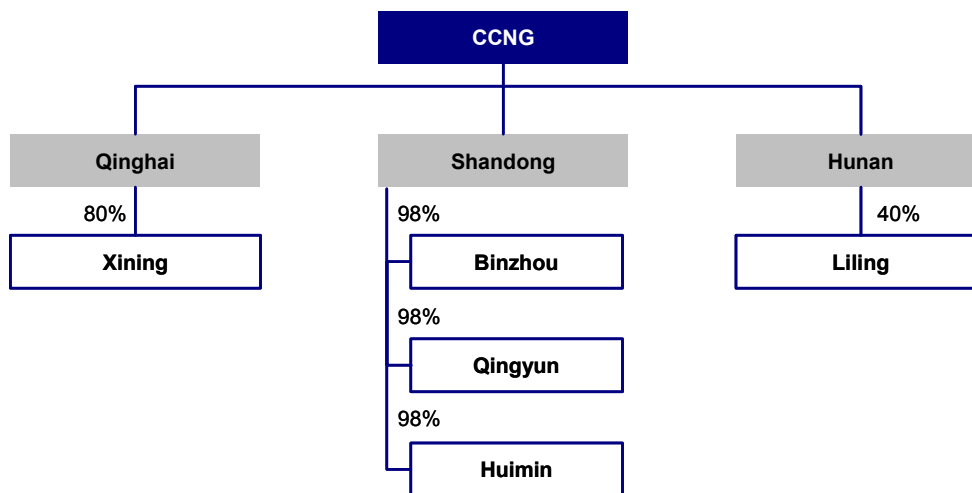 CCNG
Qinghai
Shandong
Hunan
80%
98%
40%
Xining
Binzhou
Liling
98%
Qingyun
98%
Huimin